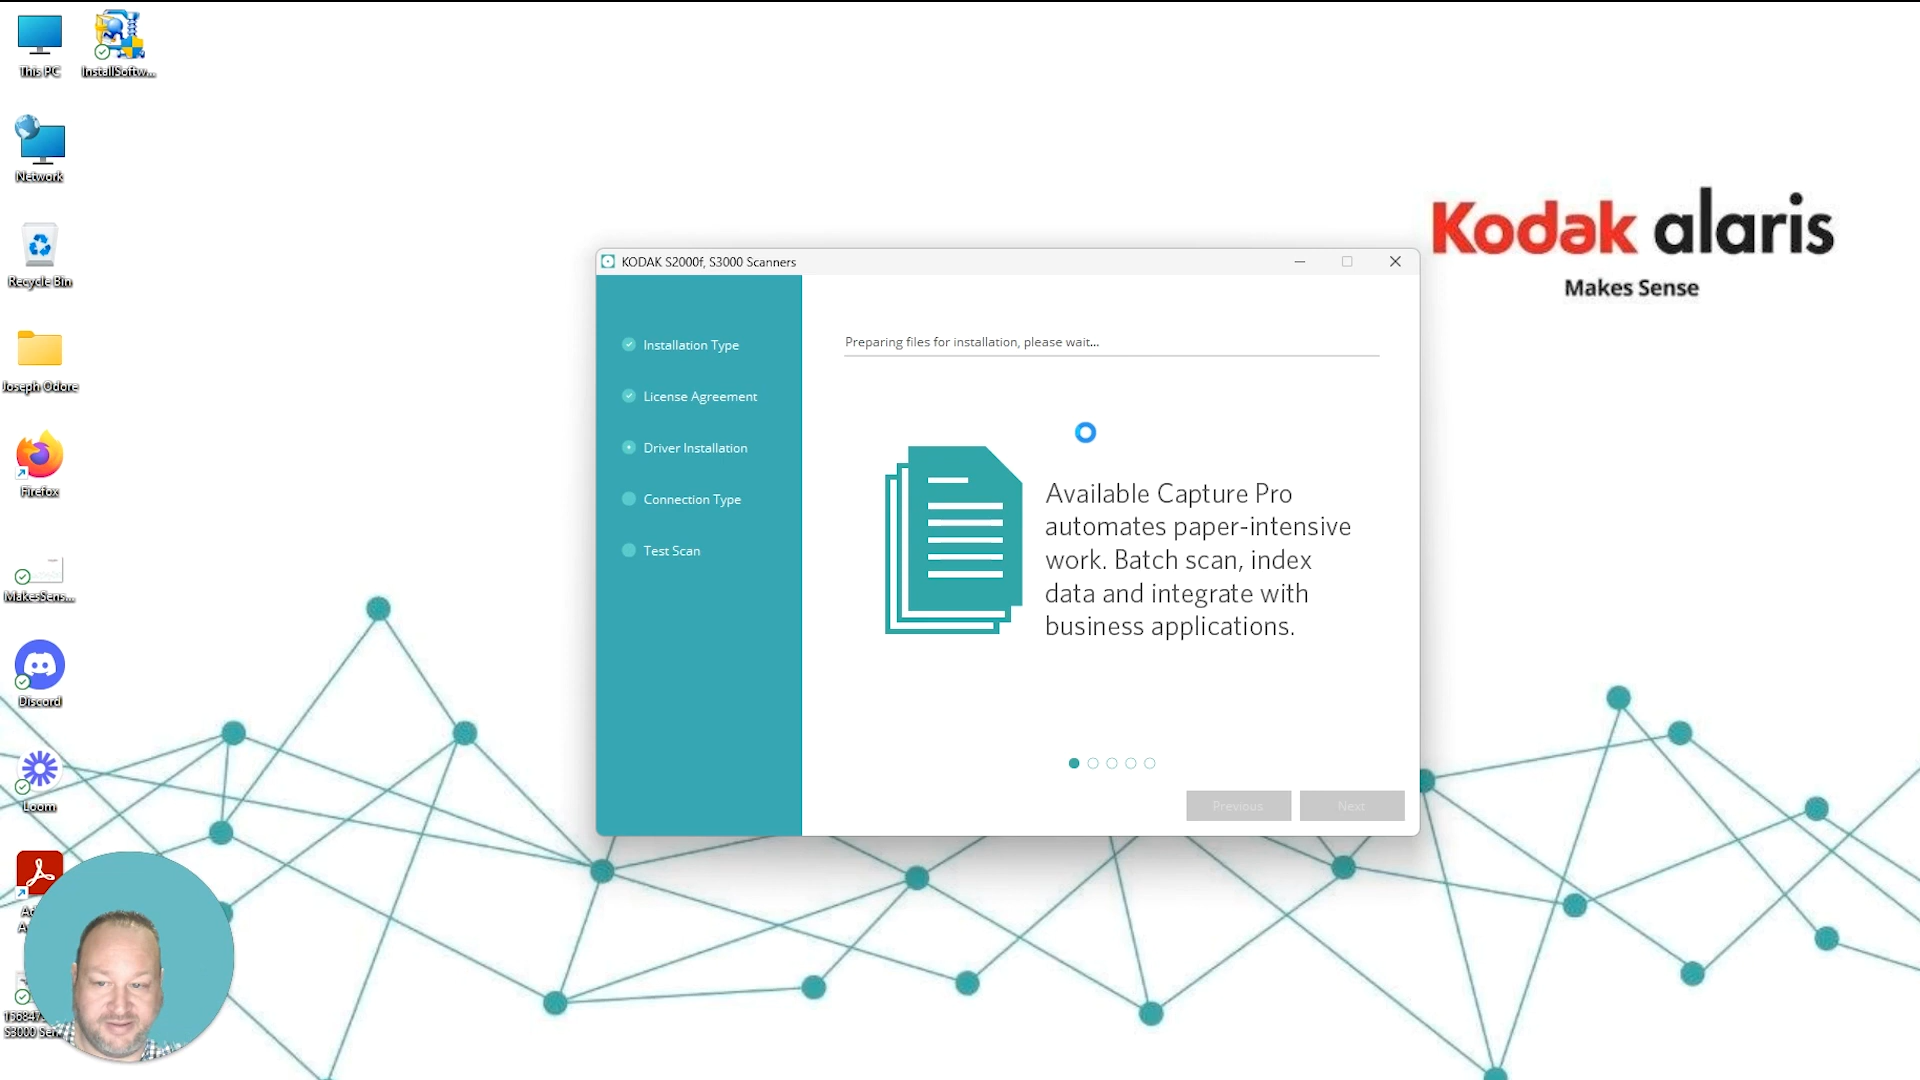 This PC
InstallSoftw...
Network
Recycle Bin
Joseph Odore
Firefox
MakesSens...
Discord
Loom
S3000
Kodak alaris
Makes Sense
KODAK S2000f, S3000 Scanners
Installation Type
License Agreement
Driver Installation
Connection Type
Test Scan
Preparing files for installation, please wait...
Available Capture Pro
automates paper-intensive
work. Batch scan, index
data and integrate with
business applications.
Previous
Next